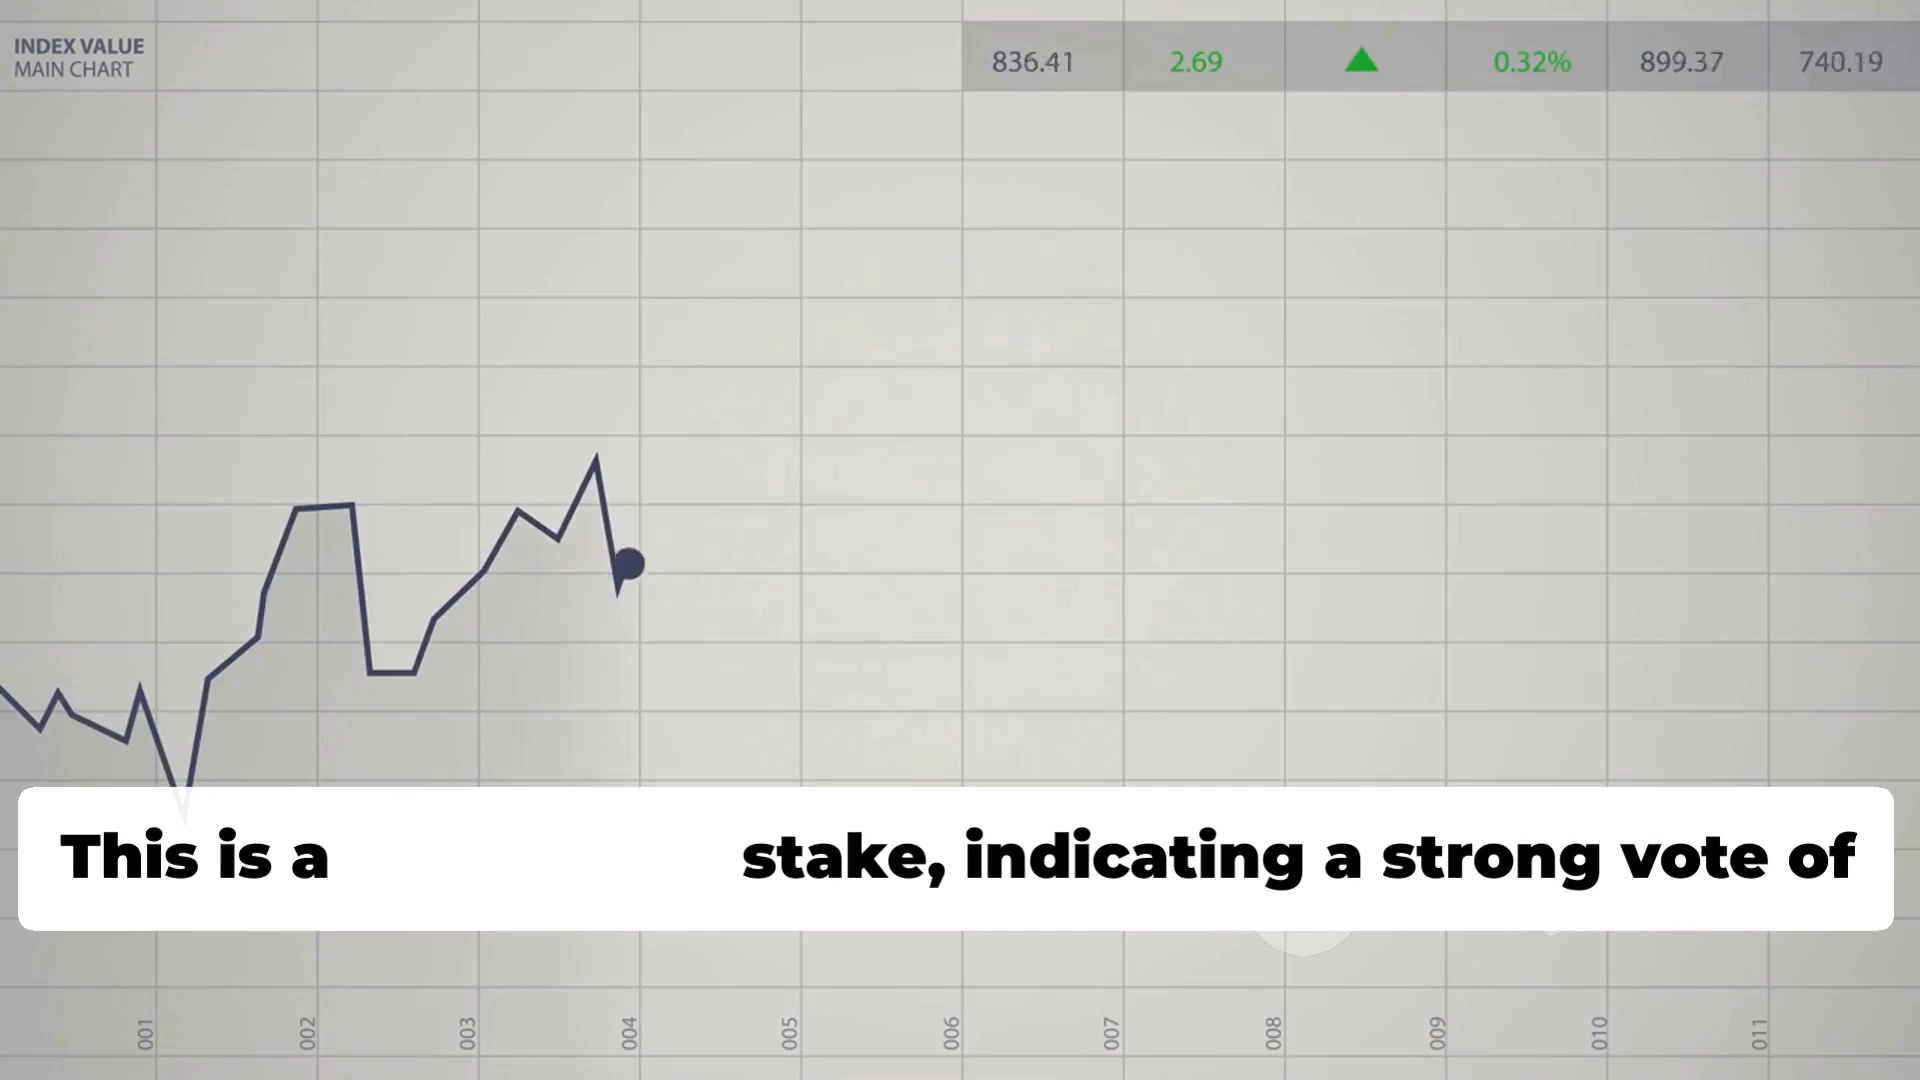 INDEX VALUE
MAIN CHART
836.41 2.69 ▲ 0.32% 899.37 740.19
This is a stake, indicating a strong vote of
001 002 003 004 005 006 007 008 009 010 011